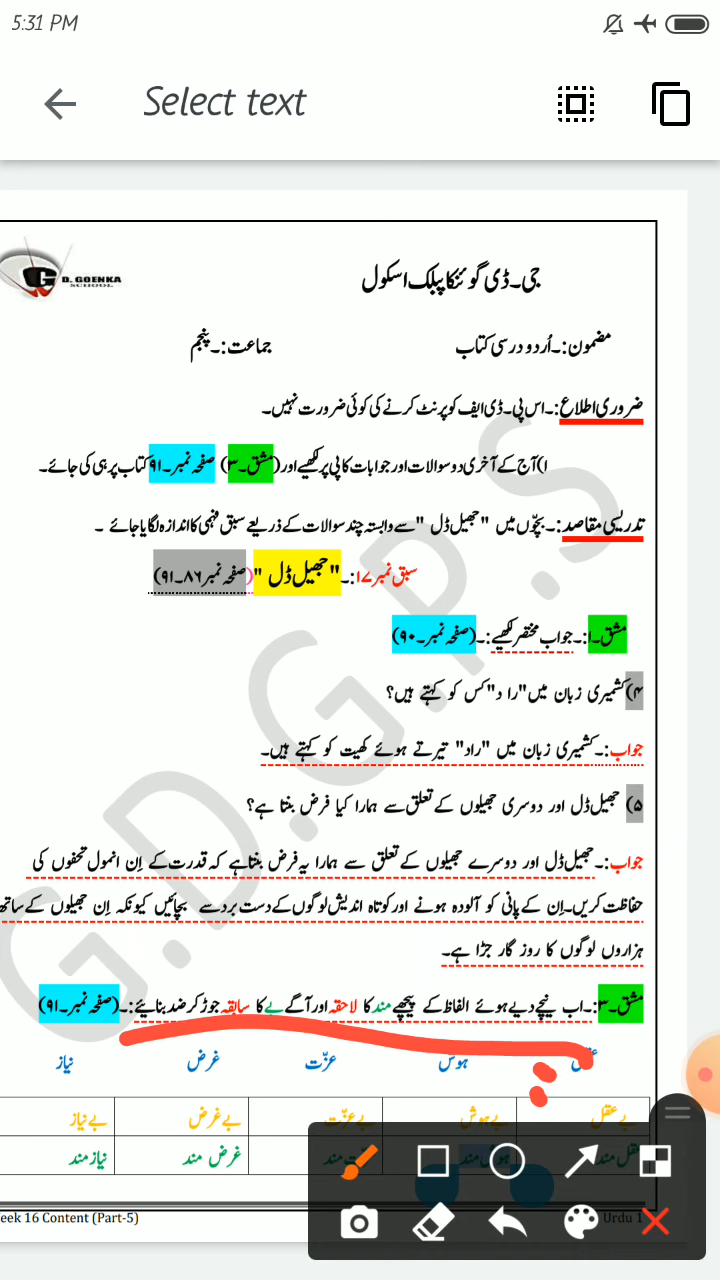 5:31 PM
Select text
G D. GOENKA SCHOOL
جی۔ڈی گوئنکا پبلک اسکول
مضمون:۔اُردو درسی کتاب جماعت:۔پنجم
ضروری اطلاع:۔اس پی۔ڈی ایف کو پرنٹ کرنے کی کوئی ضرورت نہیں۔
۱)آج کے آخری دو سوالات اور جوابات کاپی پر لکھیے اور (مشق۔۳) صفحہ نمبر۔۹۱ کتاب پر ہی کی جائے۔
تدریسی مقاصد:۔بچّوں میں "جھیل ڈل" سے وابستہ چند سوالات کے ذریعے سبق فہمی کا اندازہ لگایا جائے ۔
سبق نمبر ۱۷:۔"جھیل ڈل" (صفحہ نمبر ۸۶۔۹۱)
مشق۔۱:۔جواب مختصر لکھیے:۔(صفحہ نمبر۔۹۰)
۴)کشمیری زبان میں"را د"کس کو کہتے ہیں؟
جواب:۔کشمیری زبان میں "راد" تیرتے ہوئے کھیت کو کہتے ہیں۔
۵) جھیل ڈل اور دوسری جھیلوں کے تعلق سے ہمارا کیا فرض بنتا ہے؟
جواب:۔جھیل ڈل اور دوسرے جھیلوں کے تعلق سے ہمارا یہ فرض بنتا ہے کہ قدرت کے اِن انمول تحفوں کی
حفاظت کریں۔اِن کے پانی کو آلودہ ہونے اور کوتاہ اندیش لوگوں کے دست بردسے بچائیں کیونکہ اِن جھیلوں کے ساتھ
ہزاروں لوگوں کا روز گار جڑا ہے۔
مشق۔۳:۔اب نیچے دیے ہوئے الفاظ کے پیچھے مند کا لاحقہ اور آگے بے کا سابقہ جوڑ کر ضد بنائیے:۔(صفحہ نمبر۔۹۱)
ہوس عزّت غرض نیاز
بے عقل بے ہوش بے عزّت بے غرض بے نیاز
غرض مند نیاز مند
eek 16 Content (Part-5) Urdu 1
G.D.G.P.S